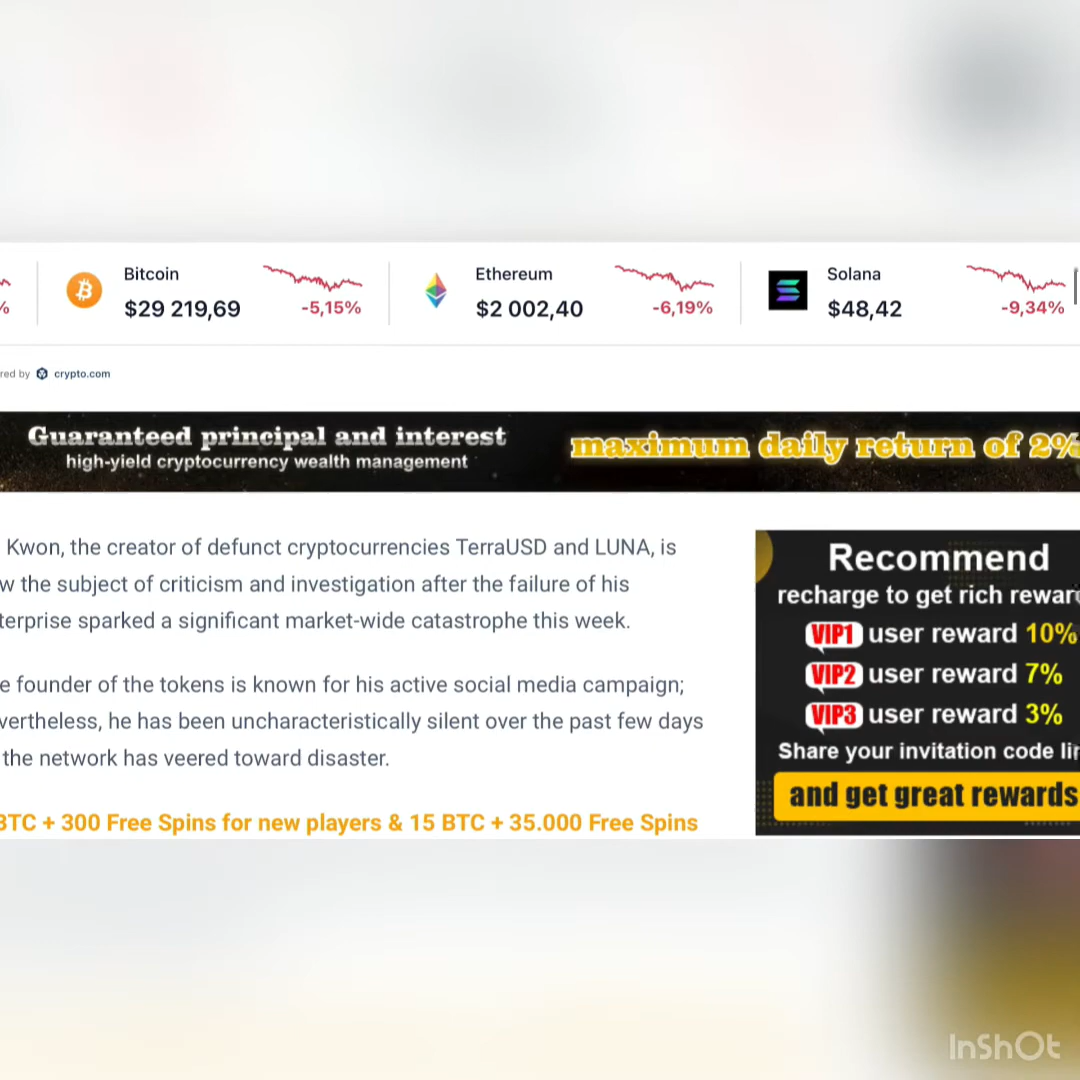 Bitcoin
$29 219,69
-5,15%
Ethereum
$2 002,40
-6,19%
Solana
$48,42
-9,34%
%
red by crypto.com
Guaranteed principal and interest
high-yield cryptocurrency wealth management
maximum daily return of 2%
Kwon, the creator of defunct cryptocurrencies TerraUSD and LUNA, is
w the subject of criticism and investigation after the failure of his
terprise sparked a significant market-wide catastrophe this week.
e founder of the tokens is known for his active social media campaign;
vertheless, he has been uncharacteristically silent over the past few days
the network has veered toward disaster.
BTC + 300 Free Spins for new players & 15 BTC + 35.000 Free Spins
Recommend
recharge to get rich rewar
VIP1 user reward 10%
VIP2 user reward 7%
VIP3 user reward 3%
Share your invitation code li
and get great rewards
InShOt